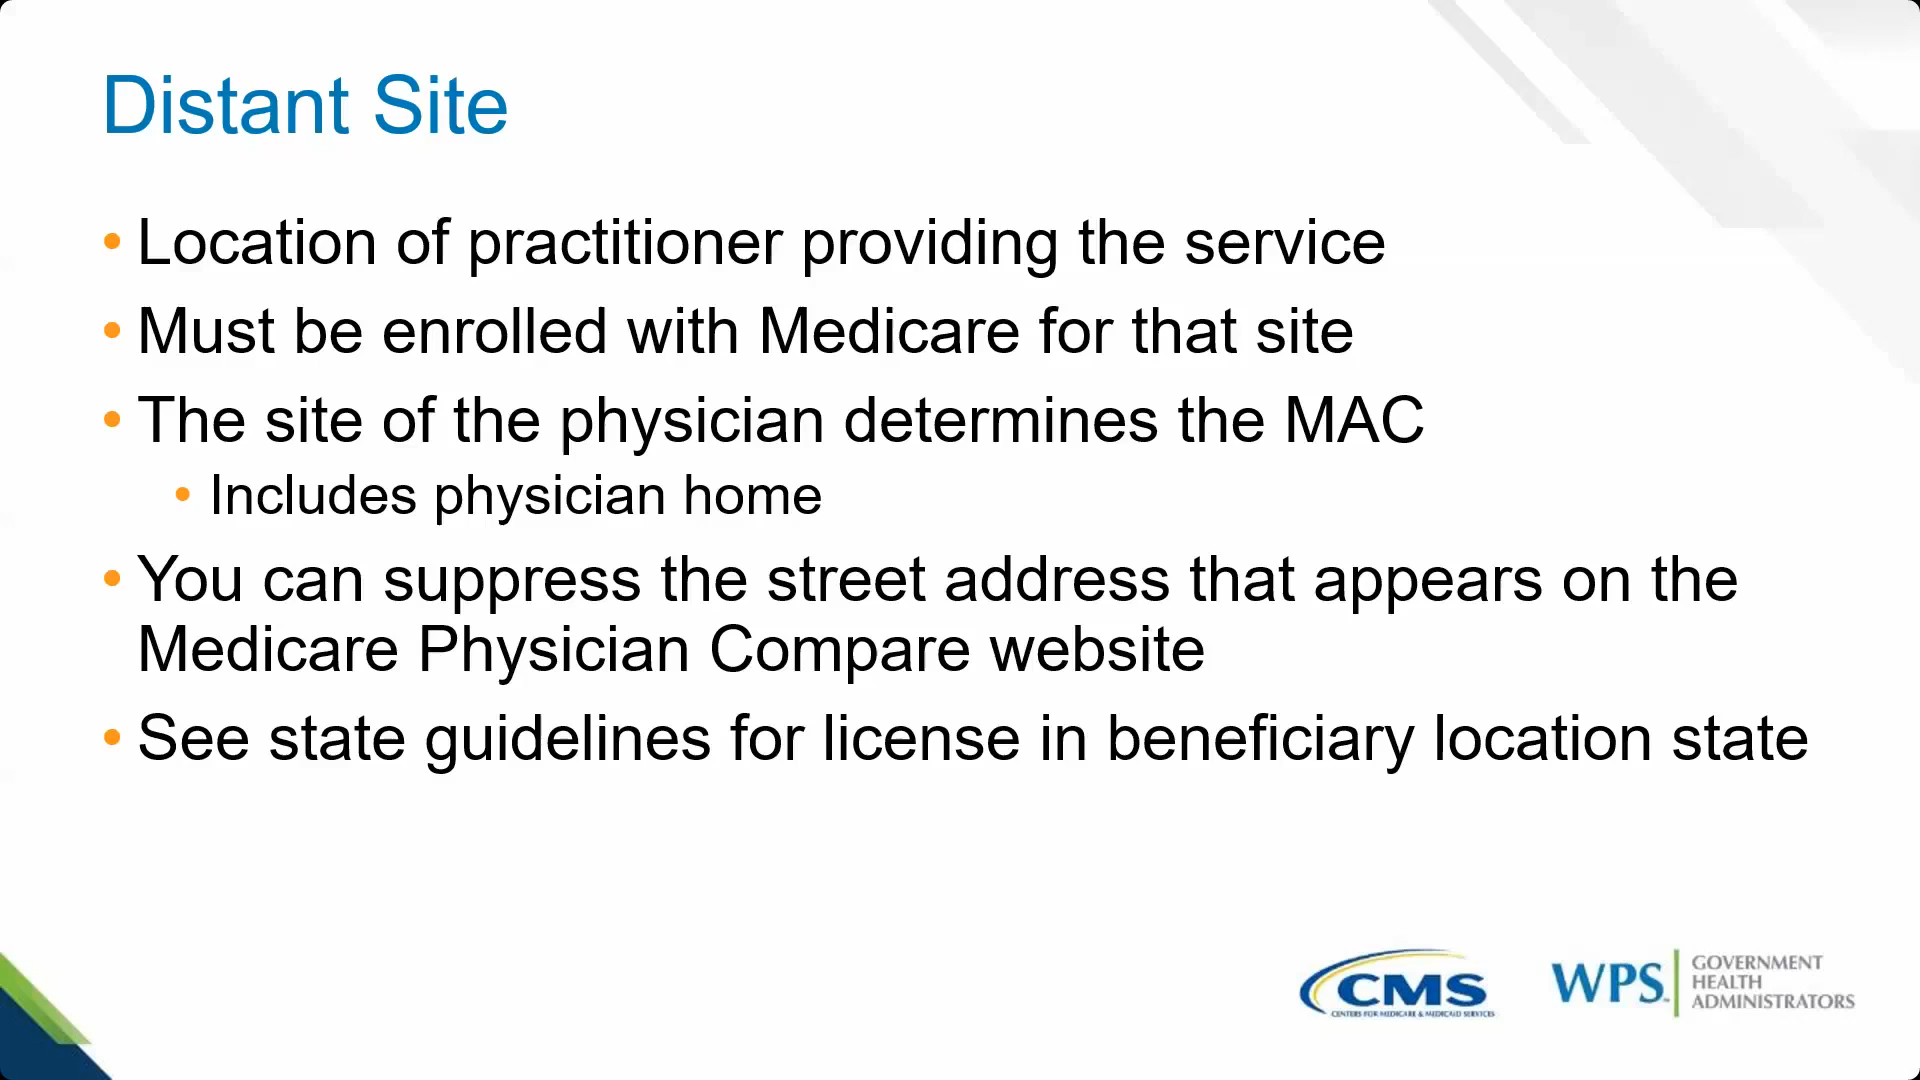 Distant Site
• Location of practitioner providing the service
• Must be enrolled with Medicare for that site
• The site of the physician determines the MAC
• Includes physician home
• You can suppress the street address that appears on the
Medicare Physician Compare website
• See state guidelines for license in beneficiary location state
CMS
CENTERS FOR MEDICARE & MEDICAID SERVICES
WPS
GOVERNMENT
HEALTH
ADMINISTRATORS